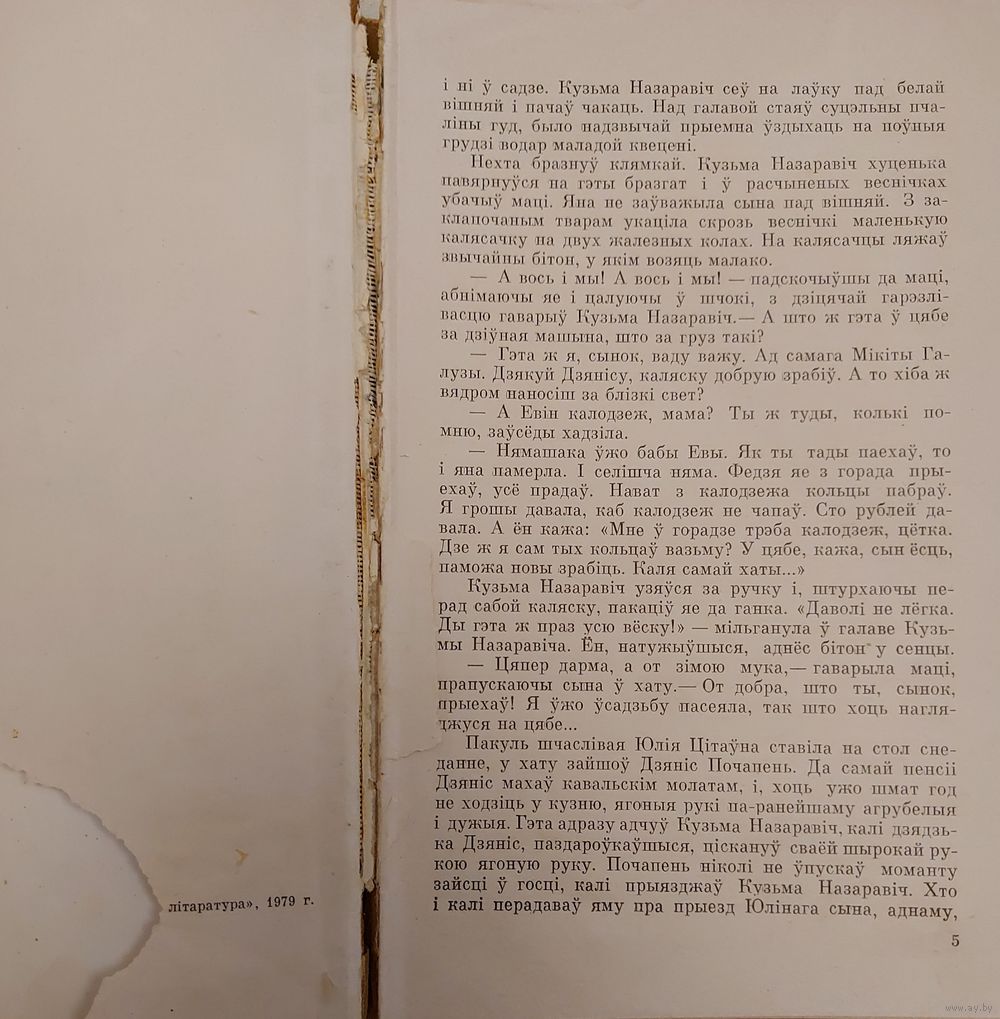 літаратура», 1979 г.
і ні ў садзе. Кузьма Назаравіч сеў на лаўку пад белай
вішняй і пачаў чакаць. Над галавой стаяў суцэльны пча-
ліны гуд, было надзвычай прыемна ўздыхаць на поўныя
грудзі водар маладой квецені.
Нехта бразнуў клямкай. Кузьма Назаравіч хуценька
павярнуўся на гэты бразгат і ў расчыненых веснічках
убачыў маці. Яна не заўважыла сына пад вішняй. З за-
клапочаным тварам укаціла скрозь веснічкі маленькую
калясачку на двух жалезных колах. На калясачцы ляжаў
звычайны бітон, у якім возяць малако.
— А вось і мы! А вось і мы! — падскочыўшы да маці,
абнімаючы яе і цалуючы ў шчокі, з дзіцячай гарэзлі-
васцю гаварыў Кузьма Назаравіч.— А што ж гэта ў цябе
за дзіўная машына, што за груз такі?
— Гэта ж я, сынок, ваду важу. Ад самага Мікіты Га-
лузы. Дзякуй Дзянісу, каляску добрую зрабіў. А то хіба ж
вядром наносіш за блізкі свет?
— А Евін калодзеж, мама? Ты ж туды, колькі по-
мню, заўсёды хадзіла.
— Нямашака ўжо бабы Евы. Як ты тады паехаў, то
і яна памерла. І селішча няма. Федзя яе з горада пры-
ехаў, усё прадаў. Нават з калодзежа кольцы пабраў.
Я грошы давала, каб калодзеж не чапаў. Сто рублей да-
вала. А ён кажа: «Мне ў горадзе трэба калодзеж, цётка.
Дзе ж я сам тых кольцаў вазьму? У цябе, кажа, сын ёсць,
паможа новы зрабіць. Каля самай хаты...»
Кузьма Назаравіч узяўся за ручку і, штурхаючы пе-
рад сабой каляску, пакаціў яе да ганка. «Даволі не лёгка.
Ды гэта ж праз усю вёску!» — мільганула ў галаве Кузь-
мы Назаравіча. Ён, натужыўшыся, аднёс бітон у сенцы.
— Цяпер дарма, а от зімою мука,— гаварыла маці,
прапускаючы сына ў хату.— От добра, што ты, сынок,
прыехаў! Я ўжо ўсадзьбу пасеяла, так што хоць нагля-
джуся на цябе...
Пакуль шчаслівая Юлія Цітаўна ставіла на стол сне-
данне, у хату зайшоў Дзяніс Почапень. Да самай пенсіі
Дзяніс махаў кавальскім молатам, і, хоць ужо шмат год
не ходзіць у кузню, ягоныя рукі па-ранейшаму агрубелыя
і дужыя. Гэта адразу адчуў Кузьма Назаравіч, калі дзядзь-
ка Дзяніс, паздароўкаўшыся, ціскануў сваёй шырокай ру-
кою ягоную руку. Почапень ніколі не ўпускаў моманту
зайсці ў госці, калі прыязджаў Кузьма Назаравіч. Хто
і калі перадаваў яму пра прыезд Юлінага сына, аднаму,
5
www.ay.by